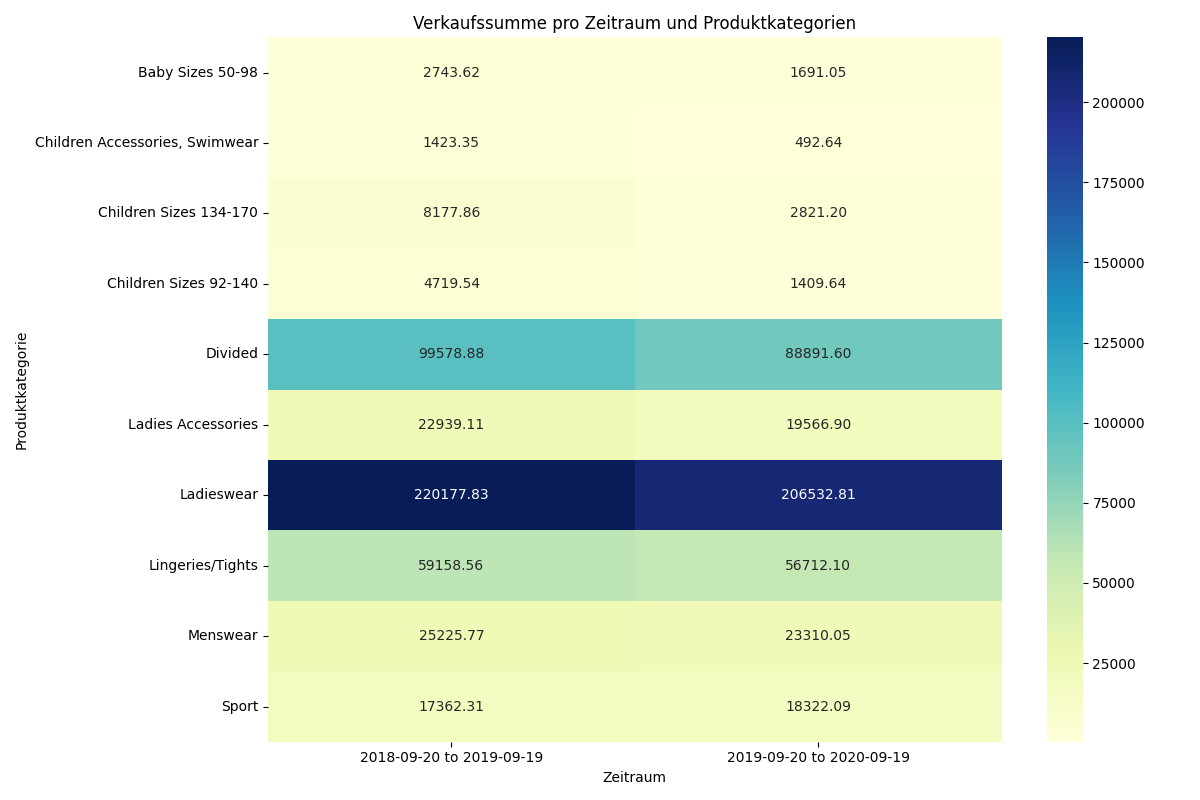 Verkaufssumme pro Zeitraum und Produktkategorien
Produktkategorie
Baby Sizes 50-98 2743.62 1691.05
Children Accessories, Swimwear 1423.35 492.64
Children Sizes 134-170 8177.86 2821.20
Children Sizes 92-140 4719.54 1409.64
Divided 99578.88 88891.60
Ladies Accessories 22939.11 19566.90
Ladieswear 220177.83 206532.81
Lingeries/Tights 59158.56 56712.10
Menswear 25225.77 23310.05
Sport 17362.31 18322.09
2018-09-20 to 2019-09-19 2019-09-20 to 2020-09-19
Zeitraum
200000
175000
150000
125000
100000
75000
50000
25000